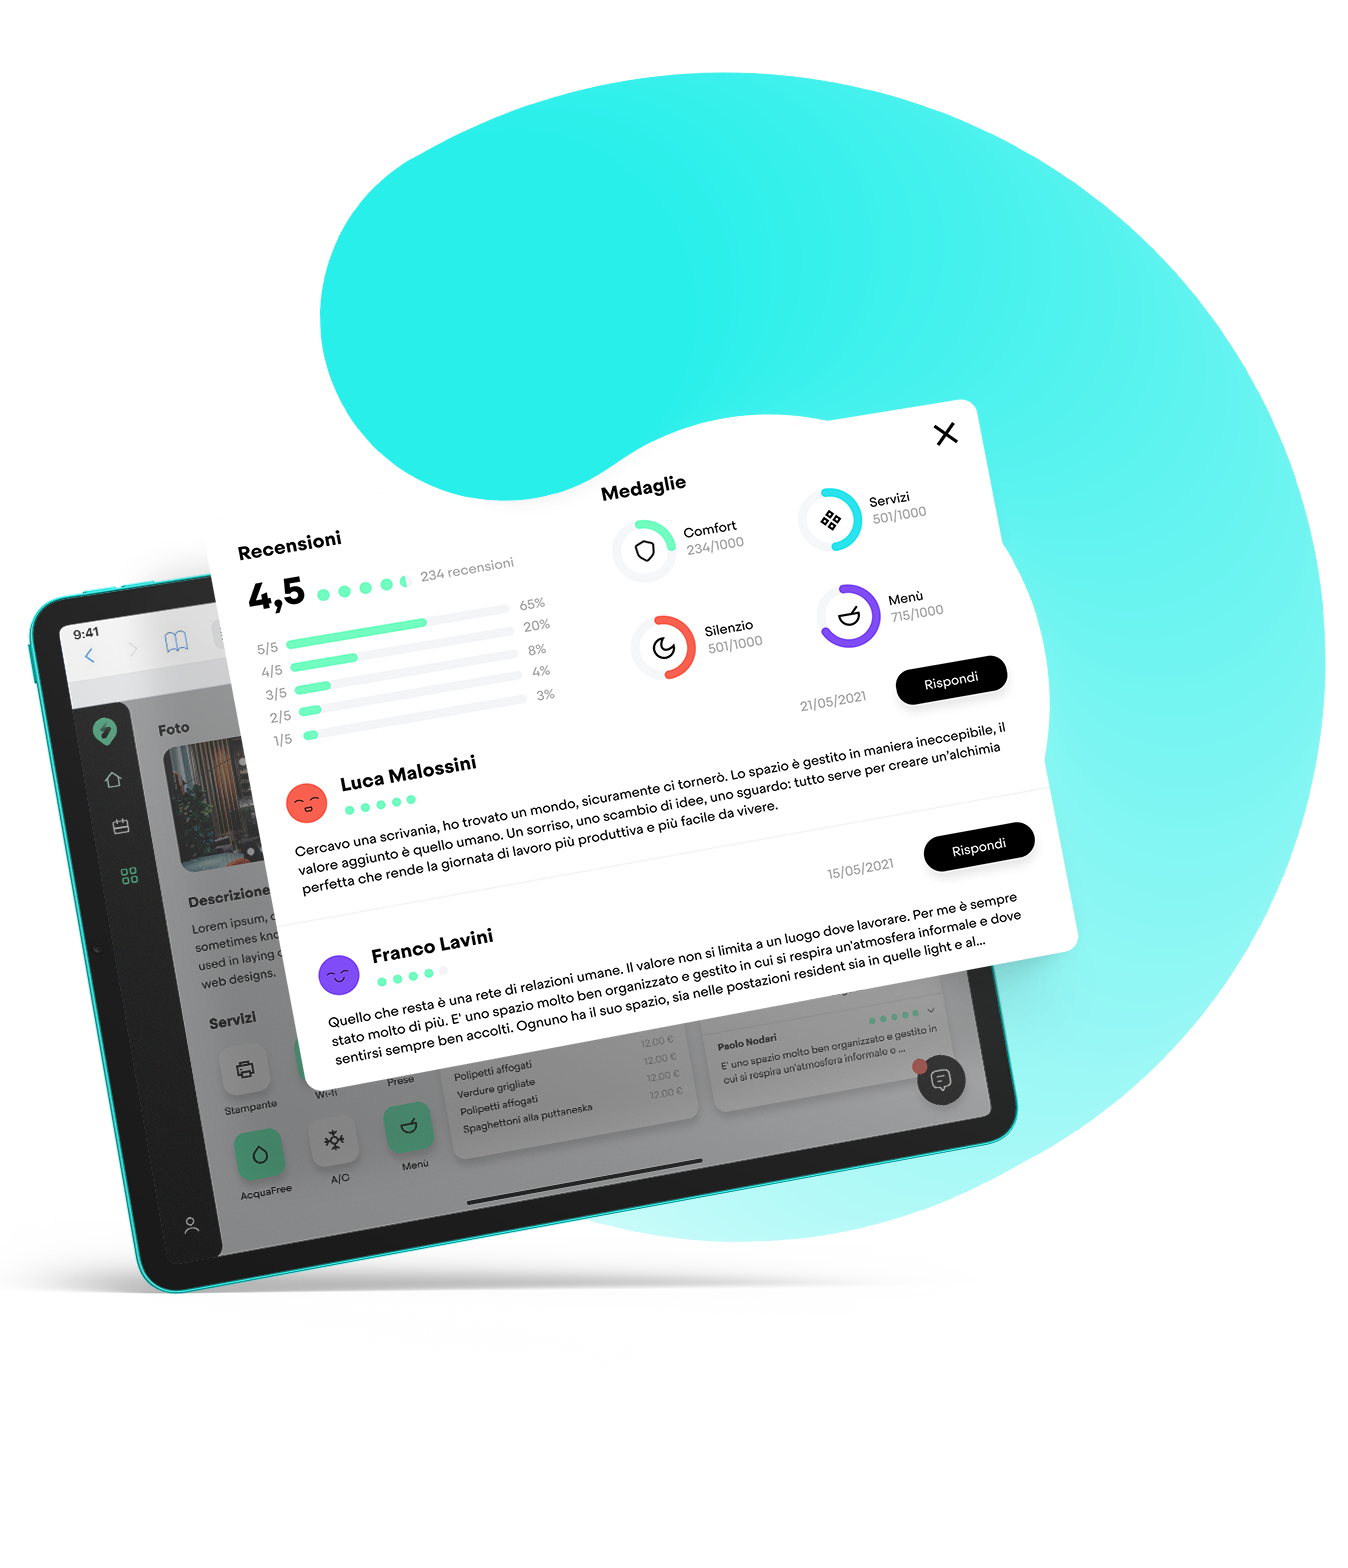 Medaglie
Comfort
234/1000
Servizi
501/1000
Silenzio
501/1000
Menù
715/1000
Recensioni
4,5
234 recensioni
5/5
65%
4/5
20%
3/5
8%
2/5
4%
1/5
3%
21/05/2021
Rispondi
Luca Malossini
Cercavo una scrivania, ho trovato un mondo, sicuramente ci tornerò. Lo spazio è gestito in maniera ineccepibile, il
valore aggiunto è quello umano. Un sorriso, uno scambio di idee, uno sguardo: tutto serve per creare un'alchimia
perfetta che rende la giornata di lavoro più produttiva e più facile da vivere.
15/05/2021
Rispondi
Franco Lavini
Quello che resta è una rete di relazioni umane. Il valore non si limita a un luogo dove lavorare. Per me è sempre
stato molto di più. E' uno spazio molto ben organizzato e gestito in cui si respira un'atmosfera informale e dove
sentirsi sempre ben accolti. Ognuno ha il suo spazio, sia nelle postazioni resident sia in quelle light e al...
9:41
Foto
Descrizione
Lorem ipsum,
sometimes
used in laying
web designs.
Servizi
Stampante
Wi-fi
Prese
AcquaFree
A/C
Menù
12,00 €
Polipetti affogati
12,00 €
Verdure grigliate
12,00 €
Polipetti affogati
12,00 €
Spaghettoni alla puttaneska
Paolo Nodari
E' uno spazio molto ben organizzato e gestito in
cui si respira un'atmosfera informale e ...